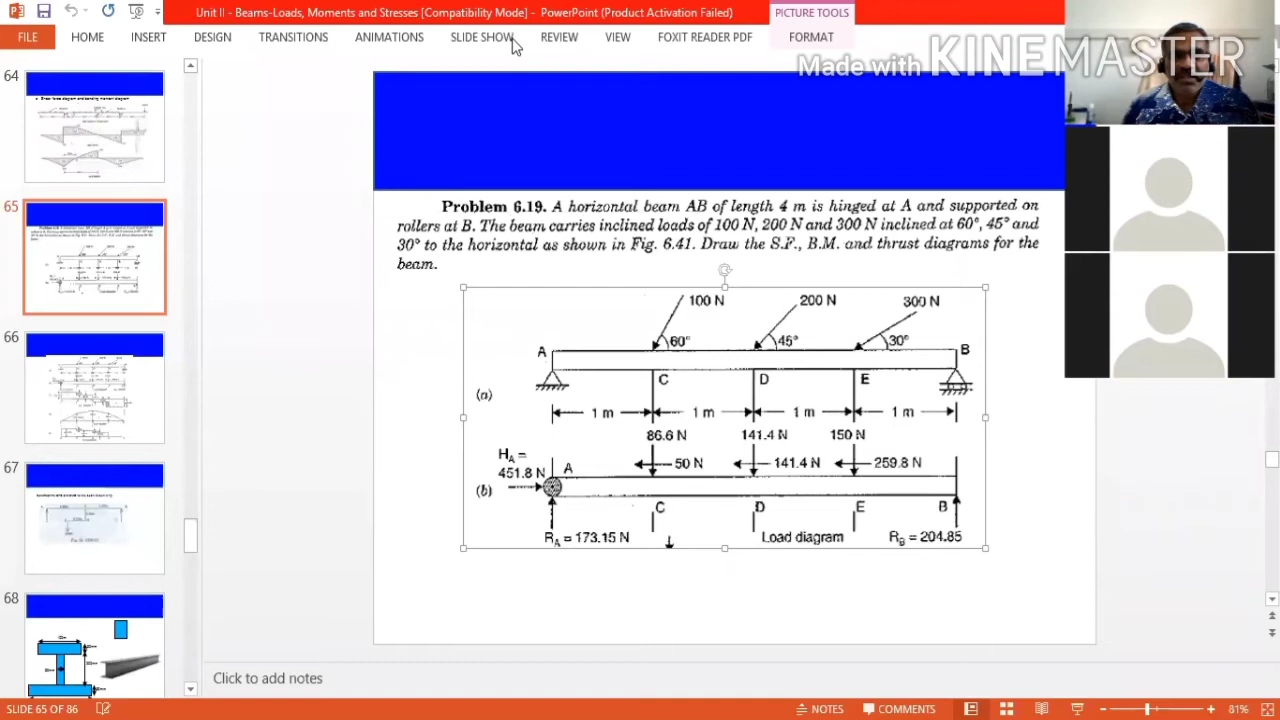 Unit II - Beams-Loads, Moments and Stresses [Compatibility Mode] - PowerPoint (Product Activation Failed)
PICTURE TOOLS
FILE HOME INSERT DESIGN TRANSITIONS ANIMATIONS SLIDE SHOW REVIEW VIEW FOXIT READER PDF FORMAT
Made with KINEMASTER
64
65
66
67
68
Problem 6.19. A horizontal beam AB of length 4 m is hinged at A and supported on
rollers at B. The beam carries inclined loads of 100 N, 200 N and 300 N inclined at 60°, 45° and
30° to the horizontal as shown in Fig. 6.41. Draw the S.F., B.M. and thrust diagrams for the
beam.
100 N 200 N 300 N
60° 45° 30°
A B
C D E
(a)
1 m 1 m 1 m 1 m
86.6 N 141.4 N 150 N
HA =
451.8 N A 50 N 141.4 N 259.8 N
(b)
C D E B
RA = 173.15 N Load diagram RB = 204.85
Click to add notes
SLIDE 65 OF 86 NOTES COMMENTS 81%